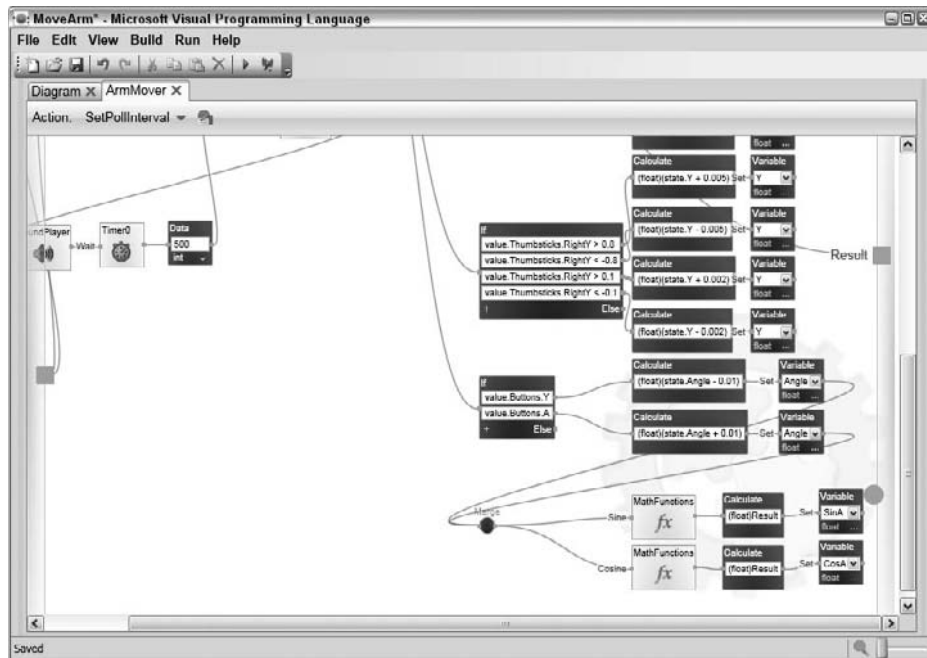 MoveArm* - Microsoft Visual Programming Language
File Edit View Build Run Help
Diagram ArmMover
Action. SetPollInterval
undPlayer
Wait
Timer0
Data
500
int
If
value.Thumbsticks.RightY > 0.8
value.Thumbsticks.RightY < -0.8
value.Thumbsticks.RightY > 0.1
value.Thumbsticks.RightY < -0.1
+ Else
float ...
float ...
Calculate
(float)(state.Y + 0.005)
Set
Variable
Y
float ...
Calculate
(float)(state.Y - 0.005)
Set
Variable
Y
float ...
Calculate
(float)(state.Y + 0.002)
Set
Variable
Y
float ...
Calculate
(float)(state.Y - 0.002)
Set
Variable
Y
float ...
Result
If
value.Buttons.Y
value.Buttons.A
+ Else
Calculate
(float)(state.Angle - 0.01)
Set
Variable
Angle
float ...
Calculate
(float)(state.Angle + 0.01)
Set
Variable
Angle
float ...
Merge
Sine
MathFunctions
fx
Calculate
(float)Result
Set
Variable
SinA
float ...
Cosine
MathFunctions
fx
Calculate
(float)Result
Set
Variable
CosA
float
Saved